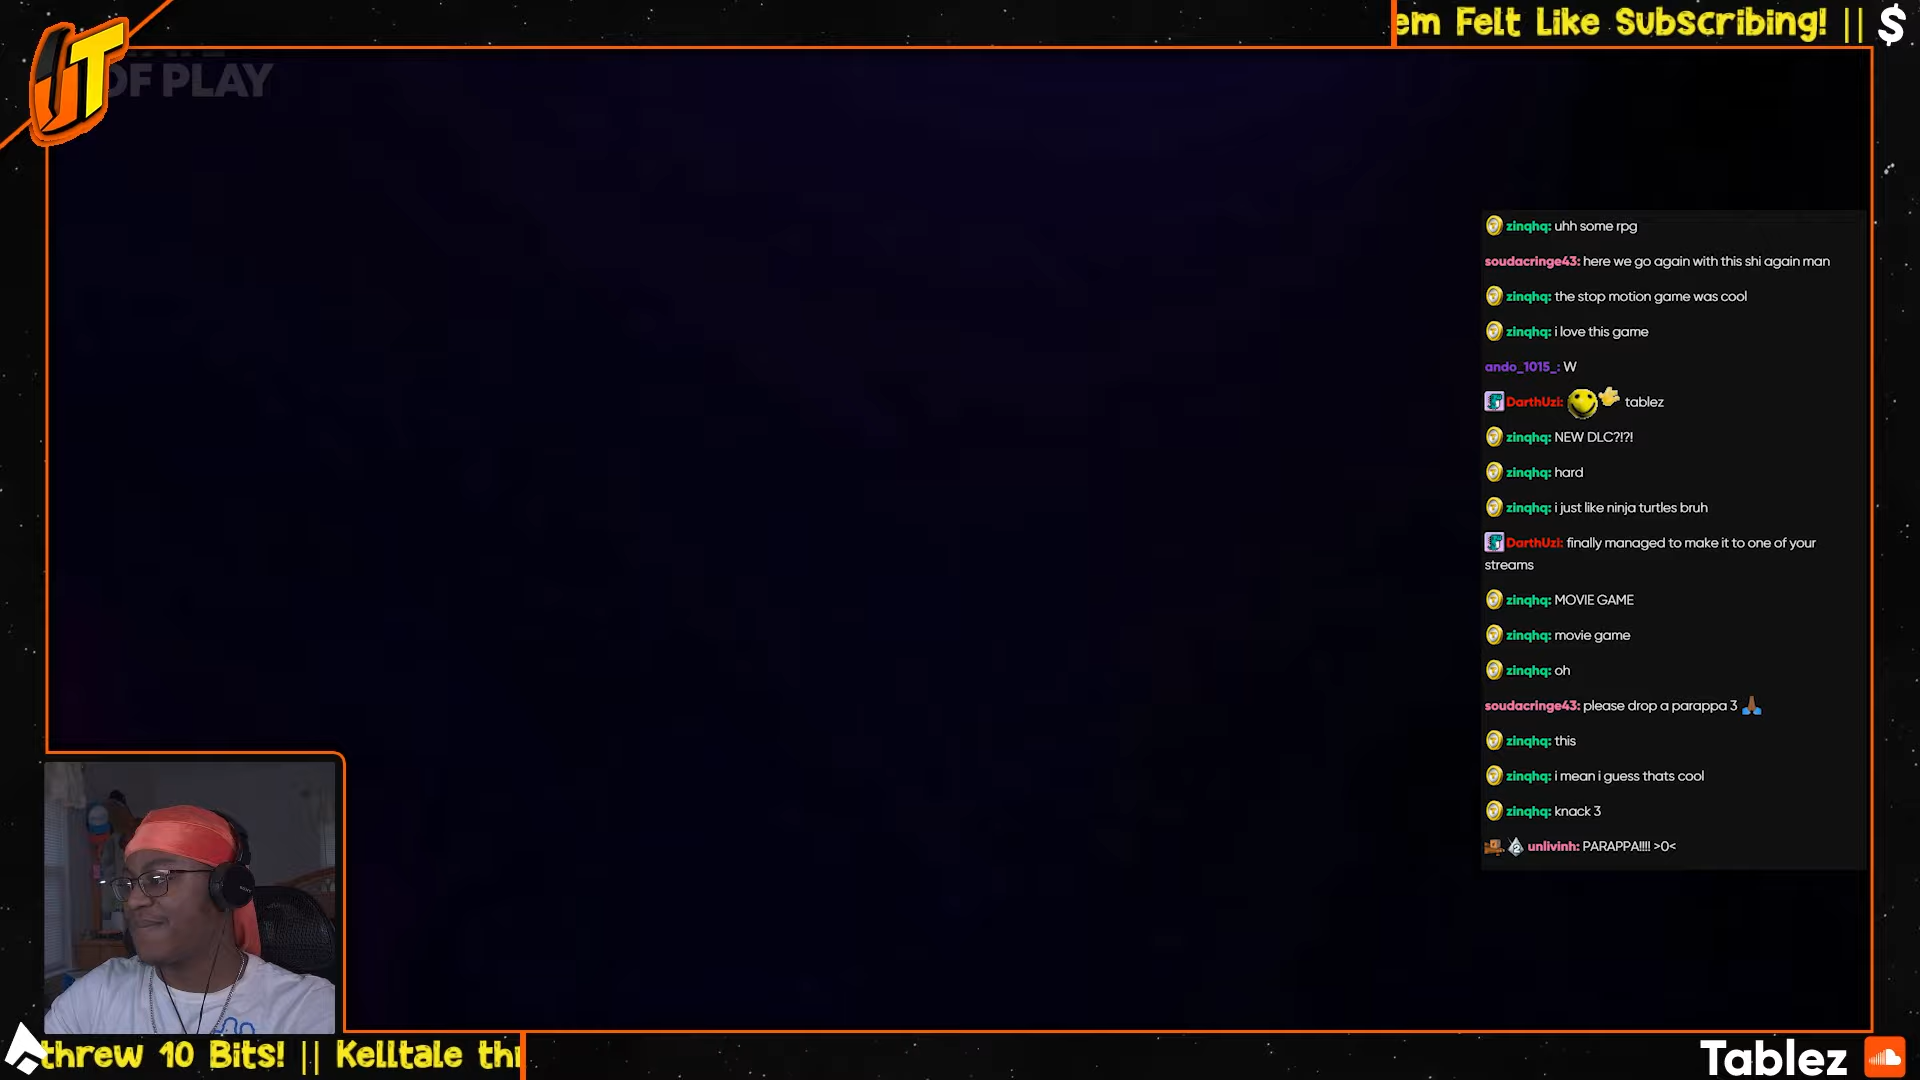 em Felt Like Subscribing! || $
OF PLAY
zinqhq: uhh some rpg
soudacringe43: here we go again with this shi again man
zinqhq: the stop motion game was cool
zinqhq: i love this game
ando_1015_: W
DarthUzi: tablez
zinqhq: NEW DLC?!?!
zinqhq: hard
zinqhq: i just like ninja turtles bruh
DarthUzi: finally managed to make it to one of your
streams
zinqhq: MOVIE GAME
zinqhq: movie game
zinqhq: oh
soudacringe43: please drop a parappa 3 🙏🏾
zinqhq: this
zinqhq: i mean i guess thats cool
zinqhq: knack 3
unlivinh: PARAPPA!!!! >0<
SONY
threw 10 Bits! || Kelltale thr
Tablez